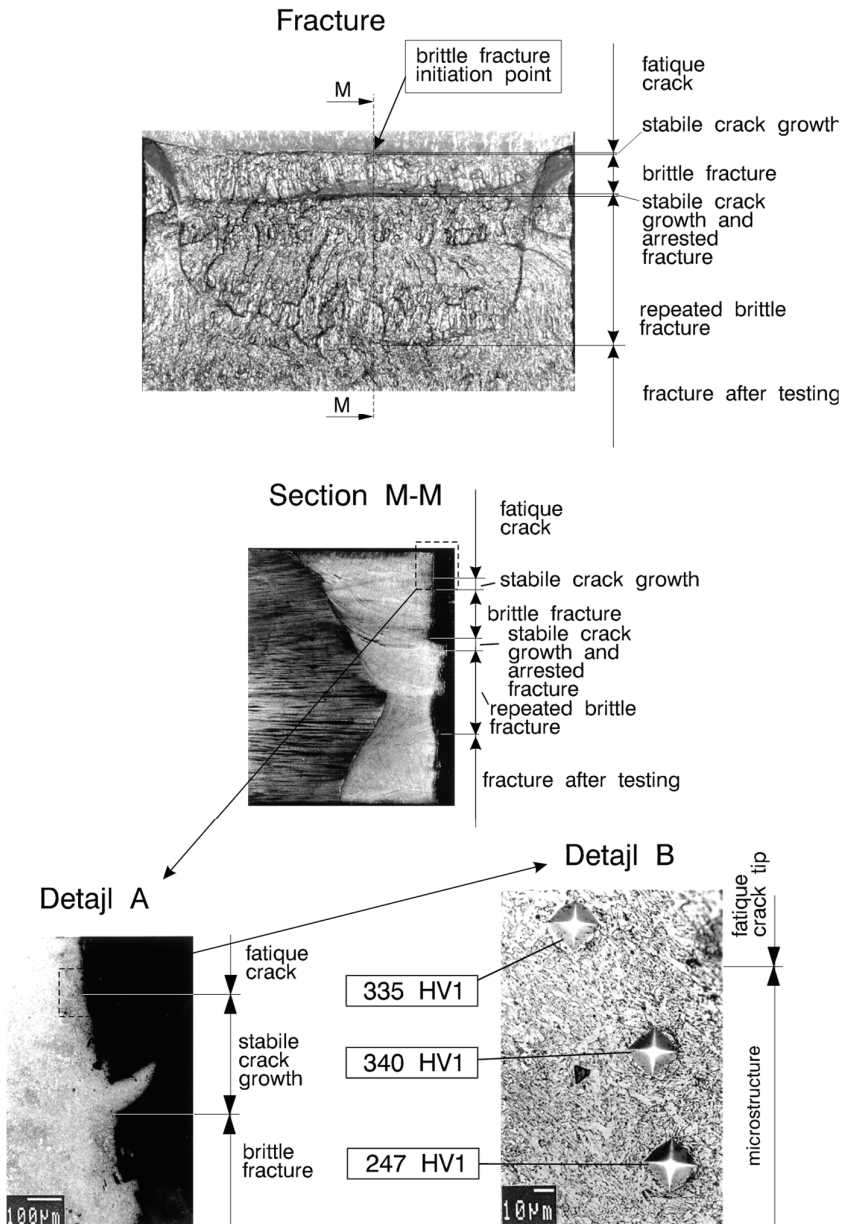 Fracture
brittle fracture
initiation point
M
fatique
crack
stabile crack growth
brittle fracture
stabile crack
growth and
arrested
fracture
repeated brittle
fracture
M
fracture after testing
Section M-M
fatique
crack
stabile crack growth
brittle fracture
stabile crack
growth and
arrested
fracture
repeated brittle
fracture
fracture after testing
Detajl A
fatique
crack
stabile
crack
growth
brittle
fracture
100µm
Detajl B
fatique
crack tip
335 HV1
340 HV1
247 HV1
microstructure
10µm